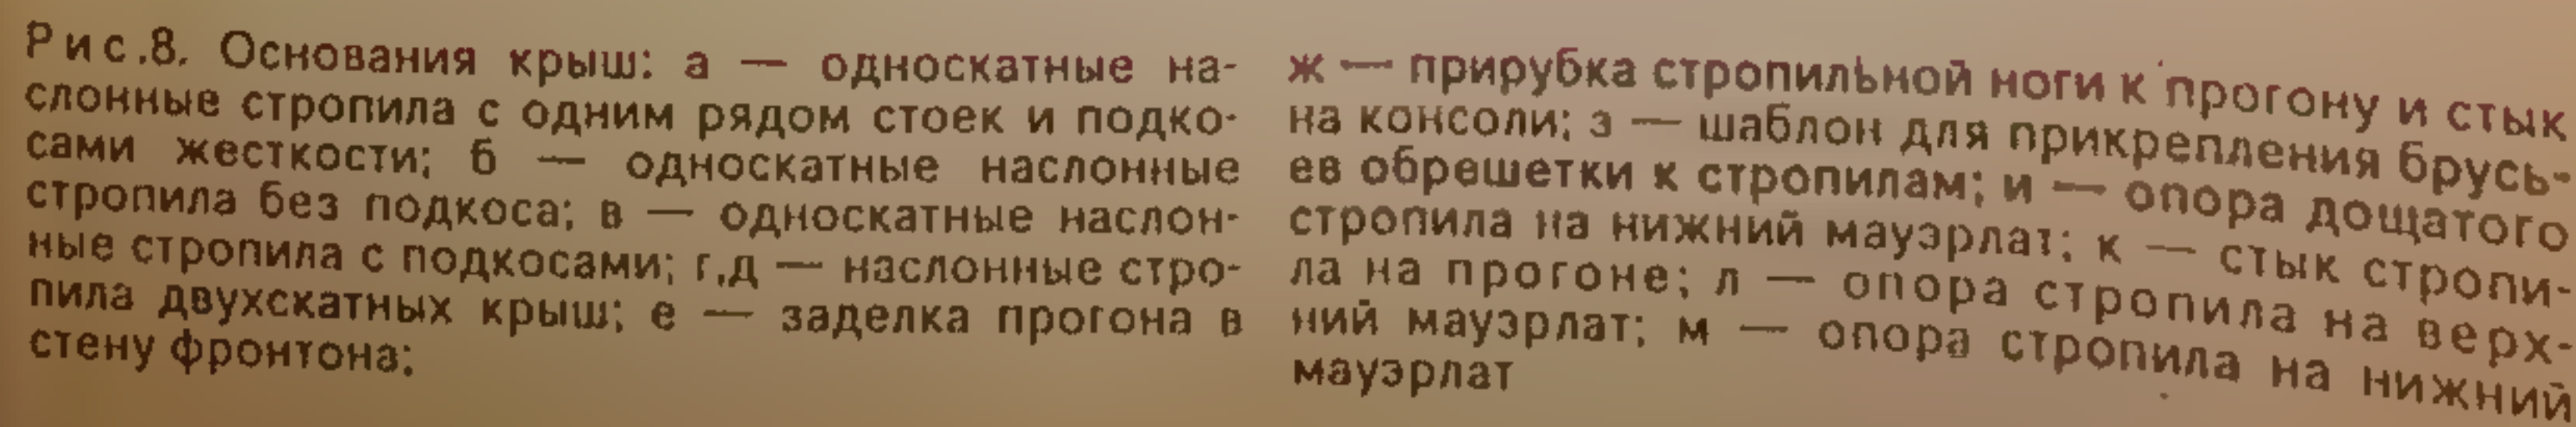 Рис.8. Основания крыш: а — односкатные на-
слонные стропила с одним рядом стоек и подко-
сами жесткости; б — односкатные наслонные
стропила без подкоса; в — односкатные наслон-
ные стропила с подкосами; г,д — наслонные стро-
пила двухскатных крыш; е — заделка прогона в
стену фронтона;
ж — прирубка стропильной ноги к прогону и стык
на консоли; з — шаблон для прикрепления брусь-
ев обрешетки к стропилам; и — опора дощатого
стропила на нижний мауэрлат; к — стык стропи-
ла на прогоне; л — опора стропила на верх-
ний мауэрлат; м — опора стропила на нижний
мауэрлат